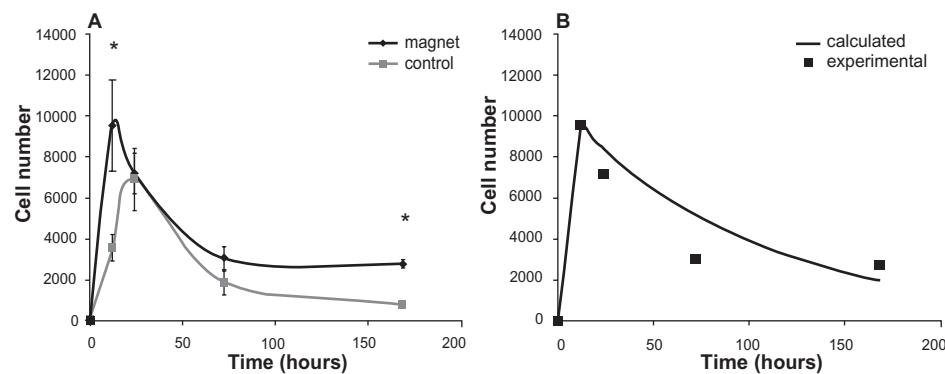 A
14000
12000
10000
8000
6000
4000
2000
0
Cell number
0 50 100 150 200
Time (hours)
*
*
magnet
control
B
14000
12000
10000
8000
6000
4000
2000
0
Cell number
0 50 100 150 200
Time (hours)
calculated
experimental